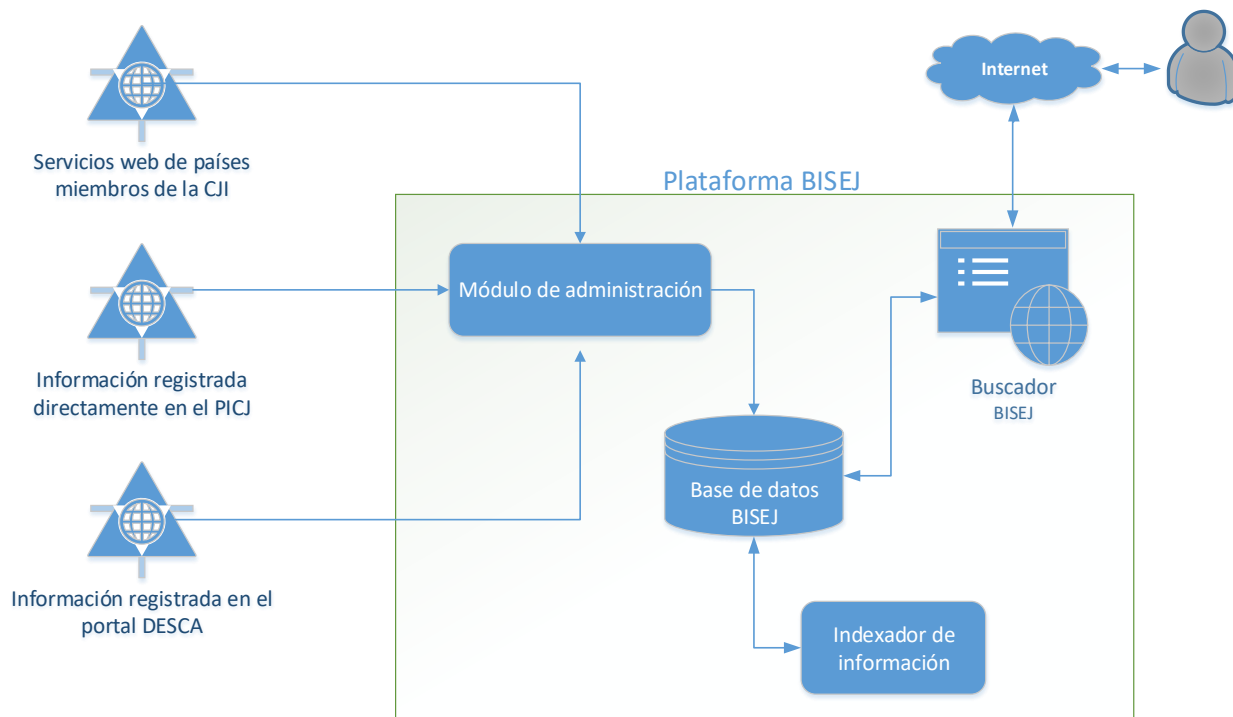 Internet
Servicios web de países
miembros de la CJI
Plataforma BISEJ
Módulo de administración
Información registrada
directamente en el PICJ
Buscador
BISEJ
Base de datos
BISEJ
Información registrada en el
portal DESCA
Indexador de
información